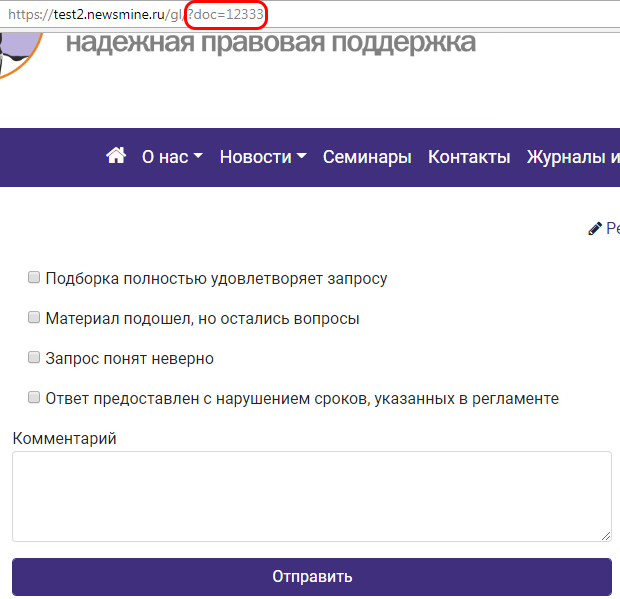 https://test2.newsmine.ru/gl/?doc=12333
надежная правовая поддержка
О нас Новости Семинары Контакты Журналы и
Ре
Подборка полностью удовлетворяет запросу
Материал подошел, но остались вопросы
Запрос понят неверно
Ответ предоставлен с нарушением сроков, указанных в регламенте
Комментарий
Отправить